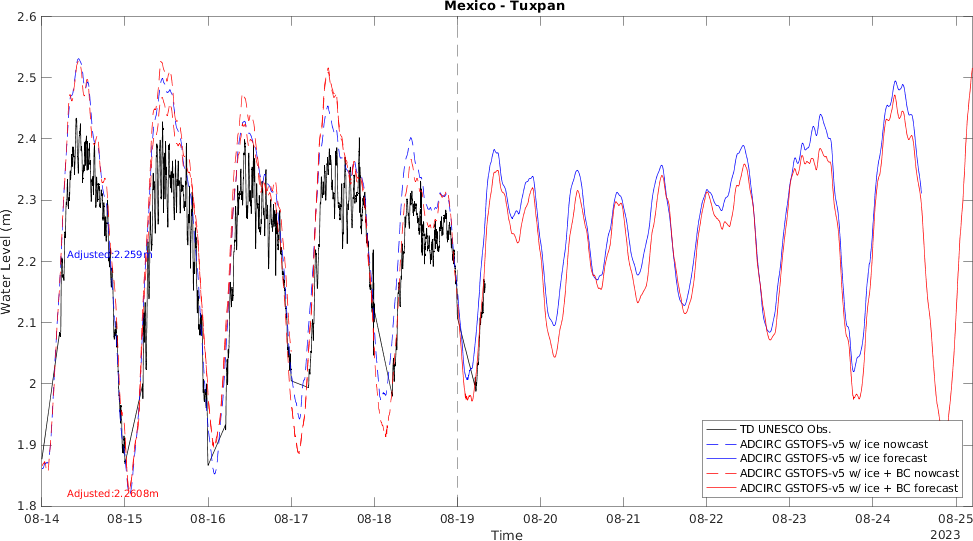 Mexico - Tuxpan
Water Level (m)
2.6
2.5
2.4
2.3
2.2
2.1
2
1.9
1.8
Adjusted:2.259m
Adjusted:2.2608m
TD UNESCO Obs.
ADCIRC GSTOFS-v5 w/ ice nowcast
ADCIRC GSTOFS-v5 w/ ice forecast
ADCIRC GSTOFS-v5 w/ ice + BC nowcast
ADCIRC GSTOFS-v5 w/ ice + BC forecast
08-14 08-15 08-16 08-17 08-18 08-19 08-20 08-21 08-22 08-23 08-24 08-25
Time
2023